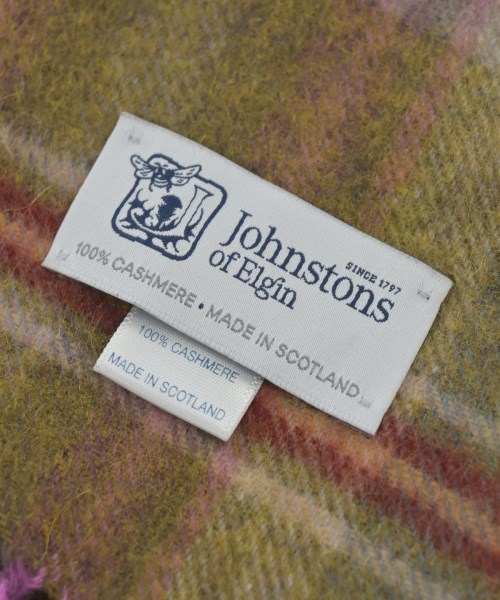 Johnstons
of Elgin
SINCE 1797
100% CASHMERE • MADE IN SCOTLAND
100% CASHMERE
MADE IN SCOTLAND